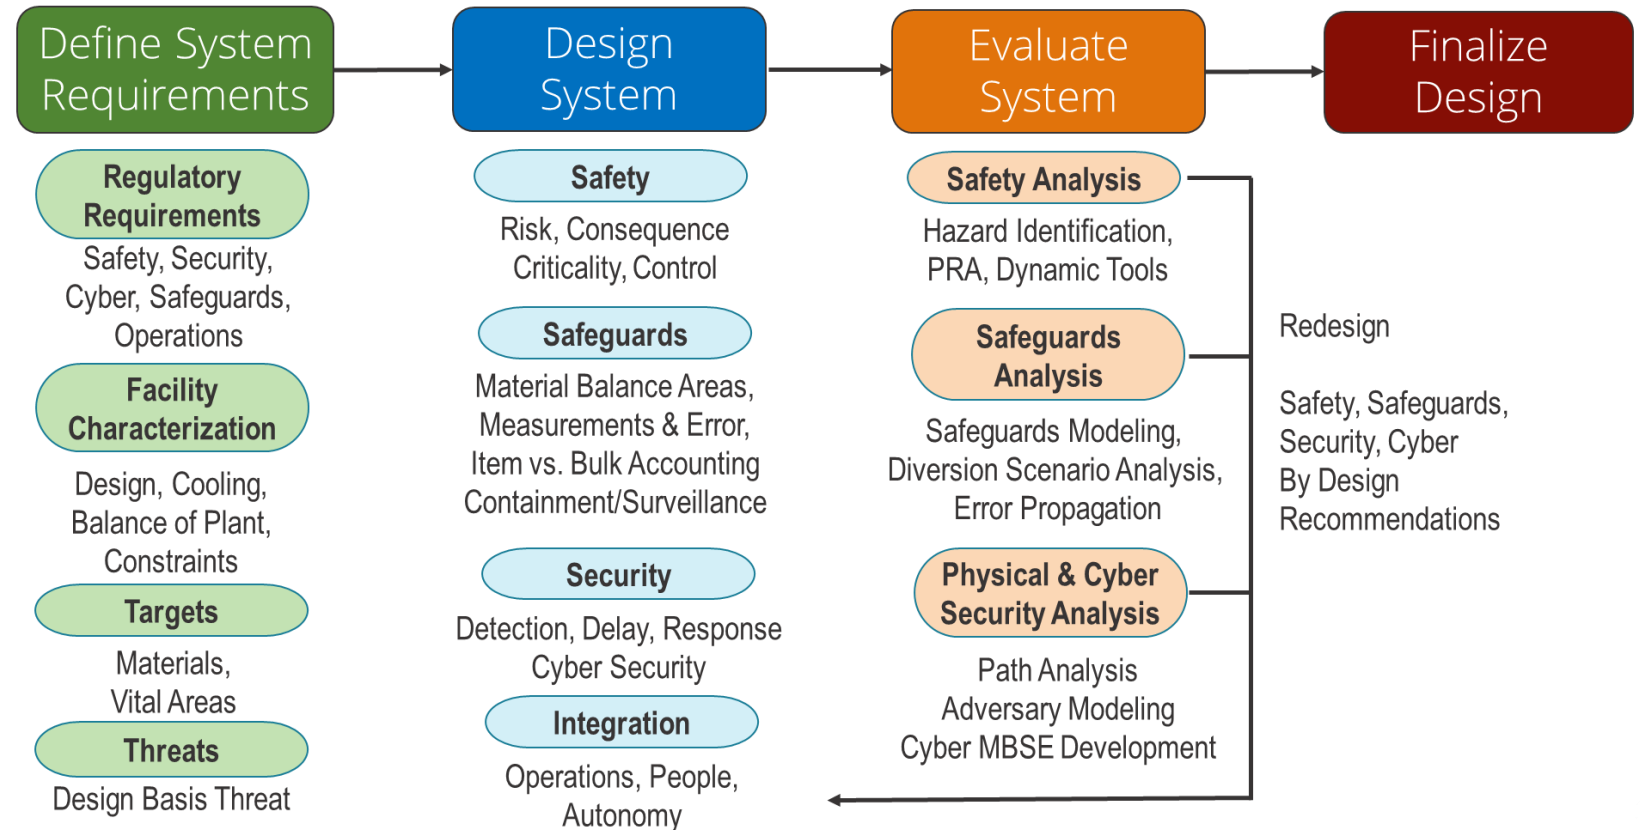 Define System
Requirements
Design
System
Evaluate
System
Finalize
Design
Regulatory
Requirements
Safety, Security,
Cyber, Safeguards,
Operations
Facility
Characterization
Design, Cooling,
Balance of Plant,
Constraints
Targets
Materials,
Vital Areas
Threats
Design Basis Threat
Safety
Risk, Consequence
Criticality, Control
Safeguards
Material Balance Areas,
Measurements & Error,
Item vs. Bulk Accounting
Containment/Surveillance
Security
Detection, Delay, Response
Cyber Security
Integration
Operations, People,
Autonomy
Safety Analysis
Hazard Identification,
PRA, Dynamic Tools
Safeguards
Analysis
Safeguards Modeling,
Diversion Scenario Analysis,
Error Propagation
Physical & Cyber
Security Analysis
Path Analysis
Adversary Modeling
Cyber MBSE Development
Redesign
Safety, Safeguards,
Security, Cyber
By Design
Recommendations